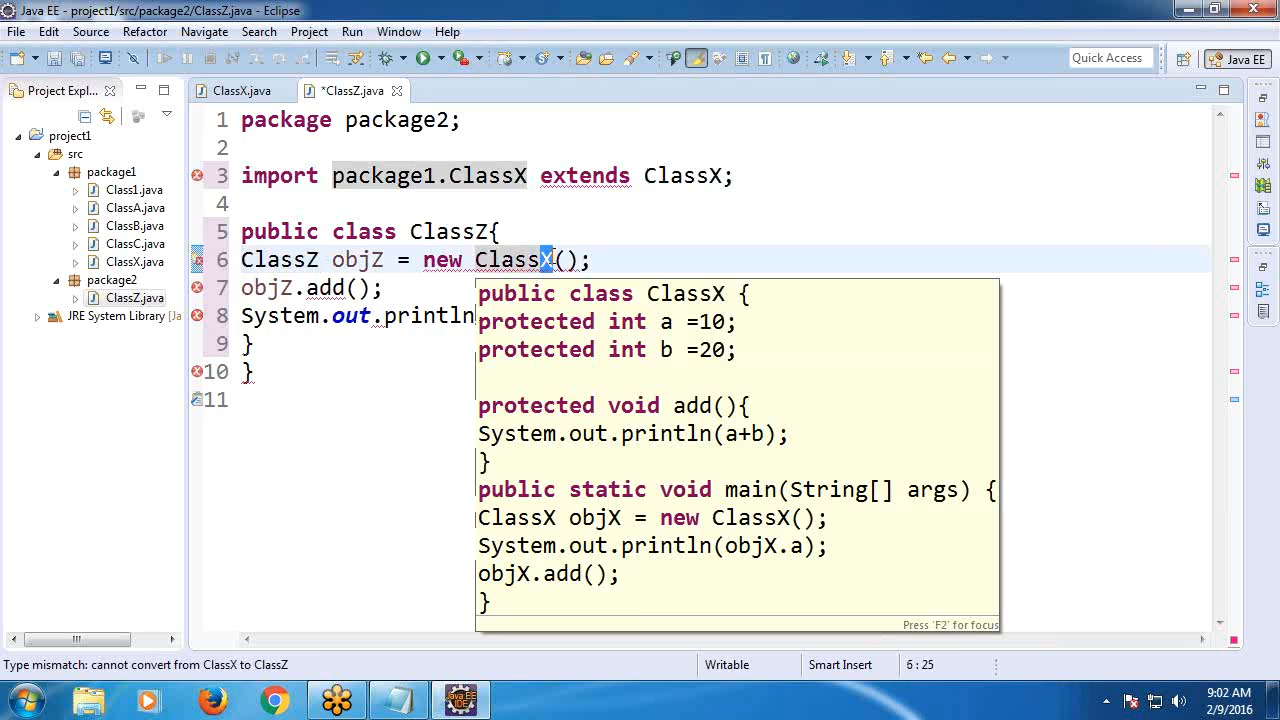 Java EE - project1/src/package2/ClassZ.java - Eclipse
File Edit Source Refactor Navigate Search Project Run Window Help
Quick Access Java EE
Project Expl... ClassX.java *ClassZ.java
project1
src
package1
Class1.java
ClassA.java
ClassB.java
ClassC.java
ClassX.java
package2
ClassZ.java
JRE System Library [Ja
1 package package2;
2
3 import package1.ClassX extends ClassX;
4
5 public class ClassZ{
6 ClassZ objZ = new ClassX();
7 objZ.add();
8 System.out.println
9 }
10 }
11
public class ClassX {
protected int a =10;
protected int b =20;
protected void add(){
System.out.println(a+b);
}
public static void main(String[] args) {
ClassX objX = new ClassX();
System.out.println(objX.a);
objX.add();
}
Press 'F2' for focus
Type mismatch: cannot convert from ClassX to ClassZ Writable Smart Insert 6 : 25
Java EE
IDE
9:02 AM
2/9/2016